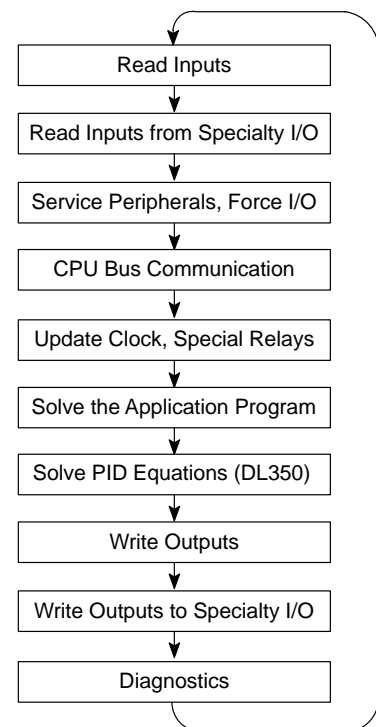 Read Inputs
Read Inputs from Specialty I/O
Service Peripherals, Force I/O
CPU Bus Communication
Update Clock, Special Relays
Solve the Application Program
Solve PID Equations (DL350)
Write Outputs
Write Outputs to Specialty I/O
Diagnostics